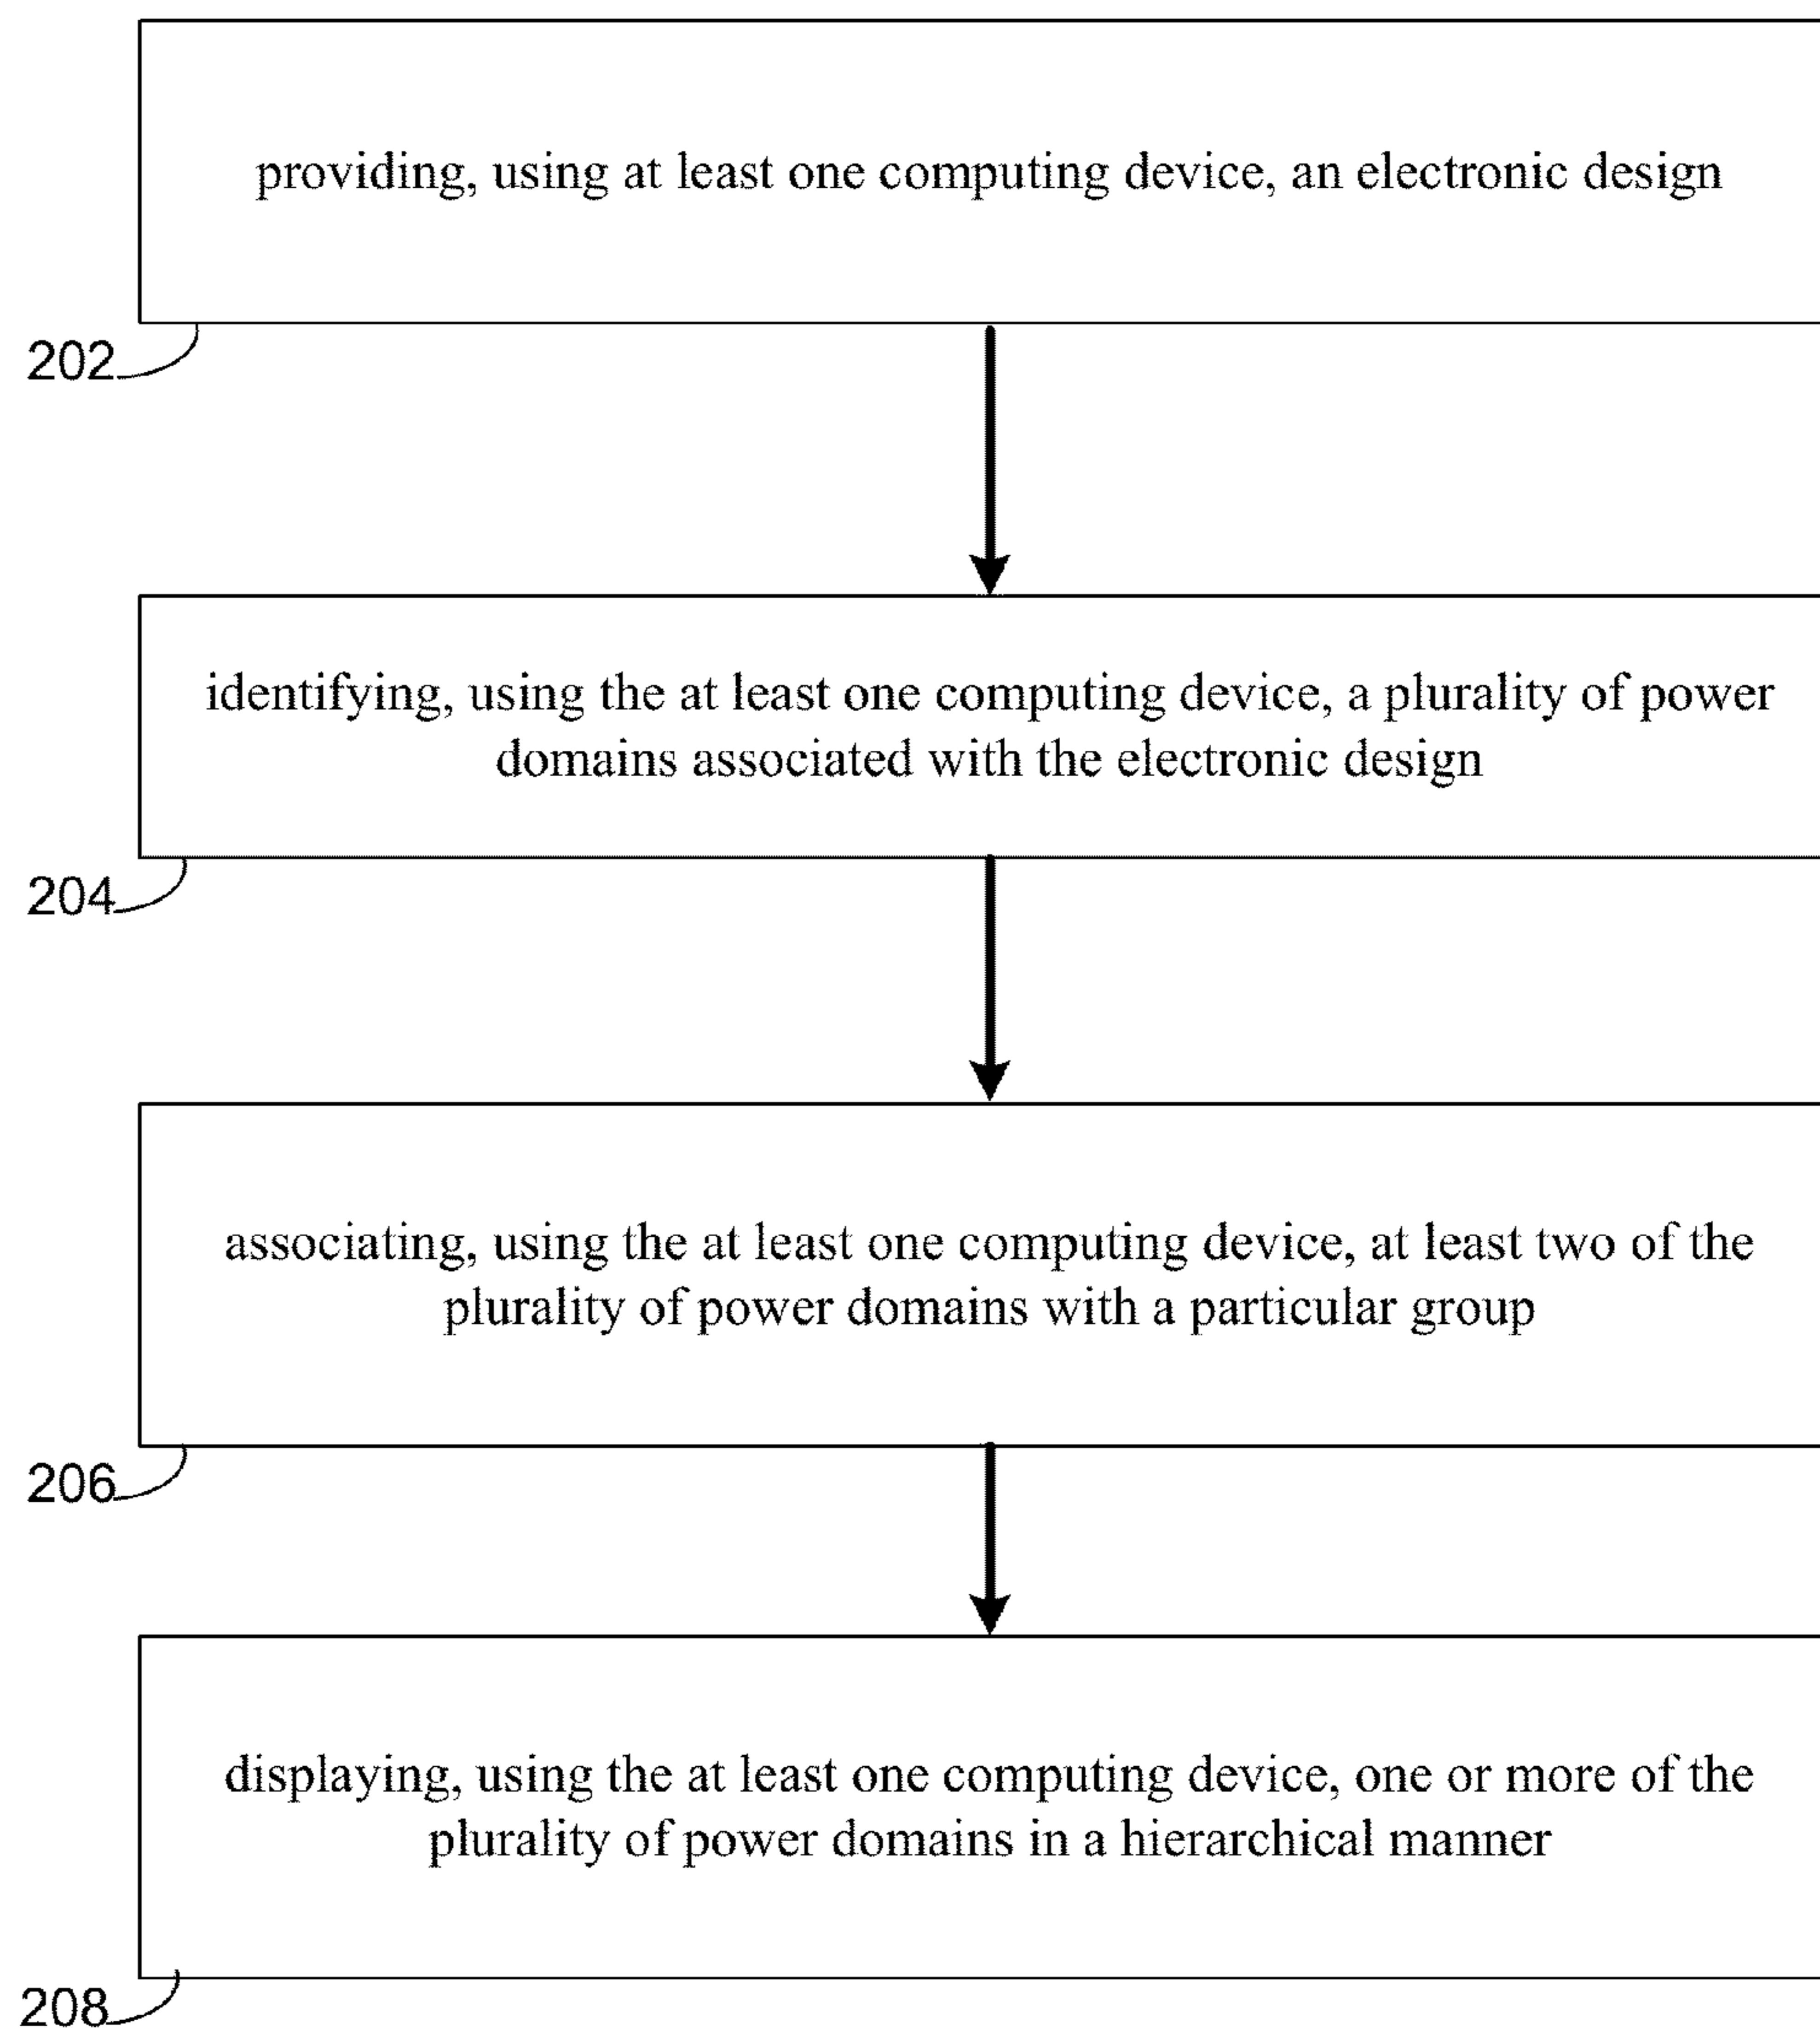 providing, using at least one computing device, an electronic design
202
identifying, using the at least one computing device, a plurality of power
domains associated with the electronic design
204
associating, using the at least one computing device, at least two of the
plurality of power domains with a particular group
206
displaying, using the at least one computing device, one or more of the
plurality of power domains in a hierarchical manner
208